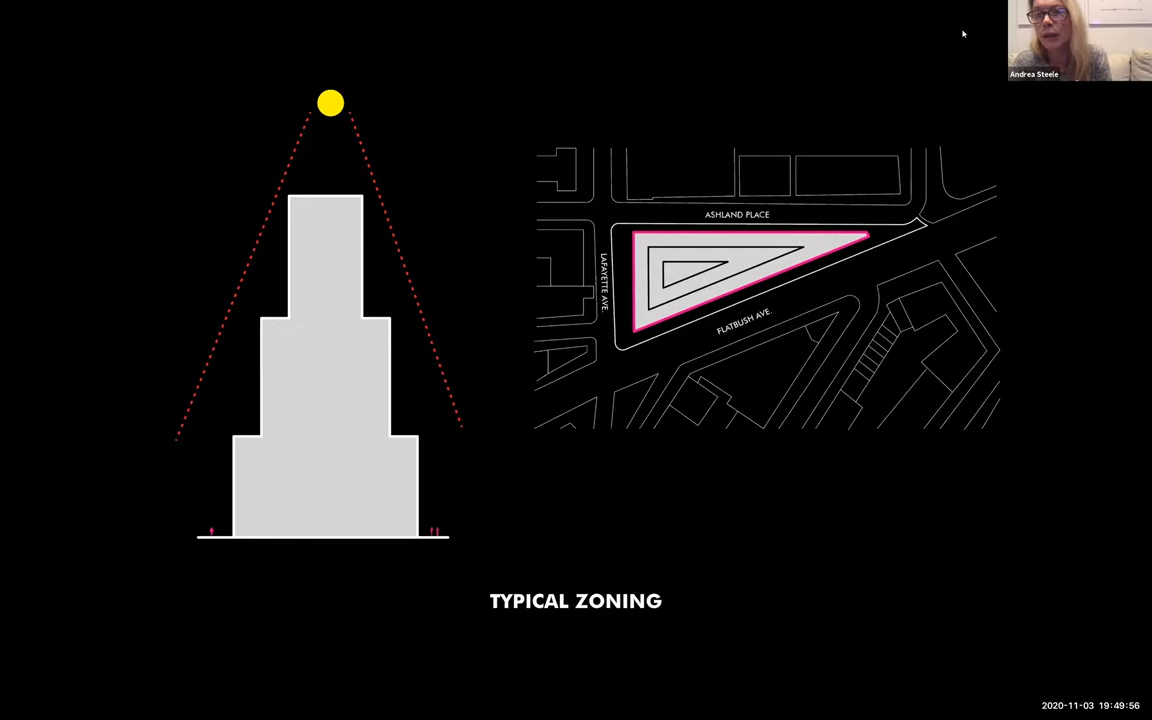 Andrea Steele
ASHLAND PLACE
LAFAYETTE AVE.
FLATBUSH AVE.
TYPICAL ZONING
2020-11-03 19:49:56